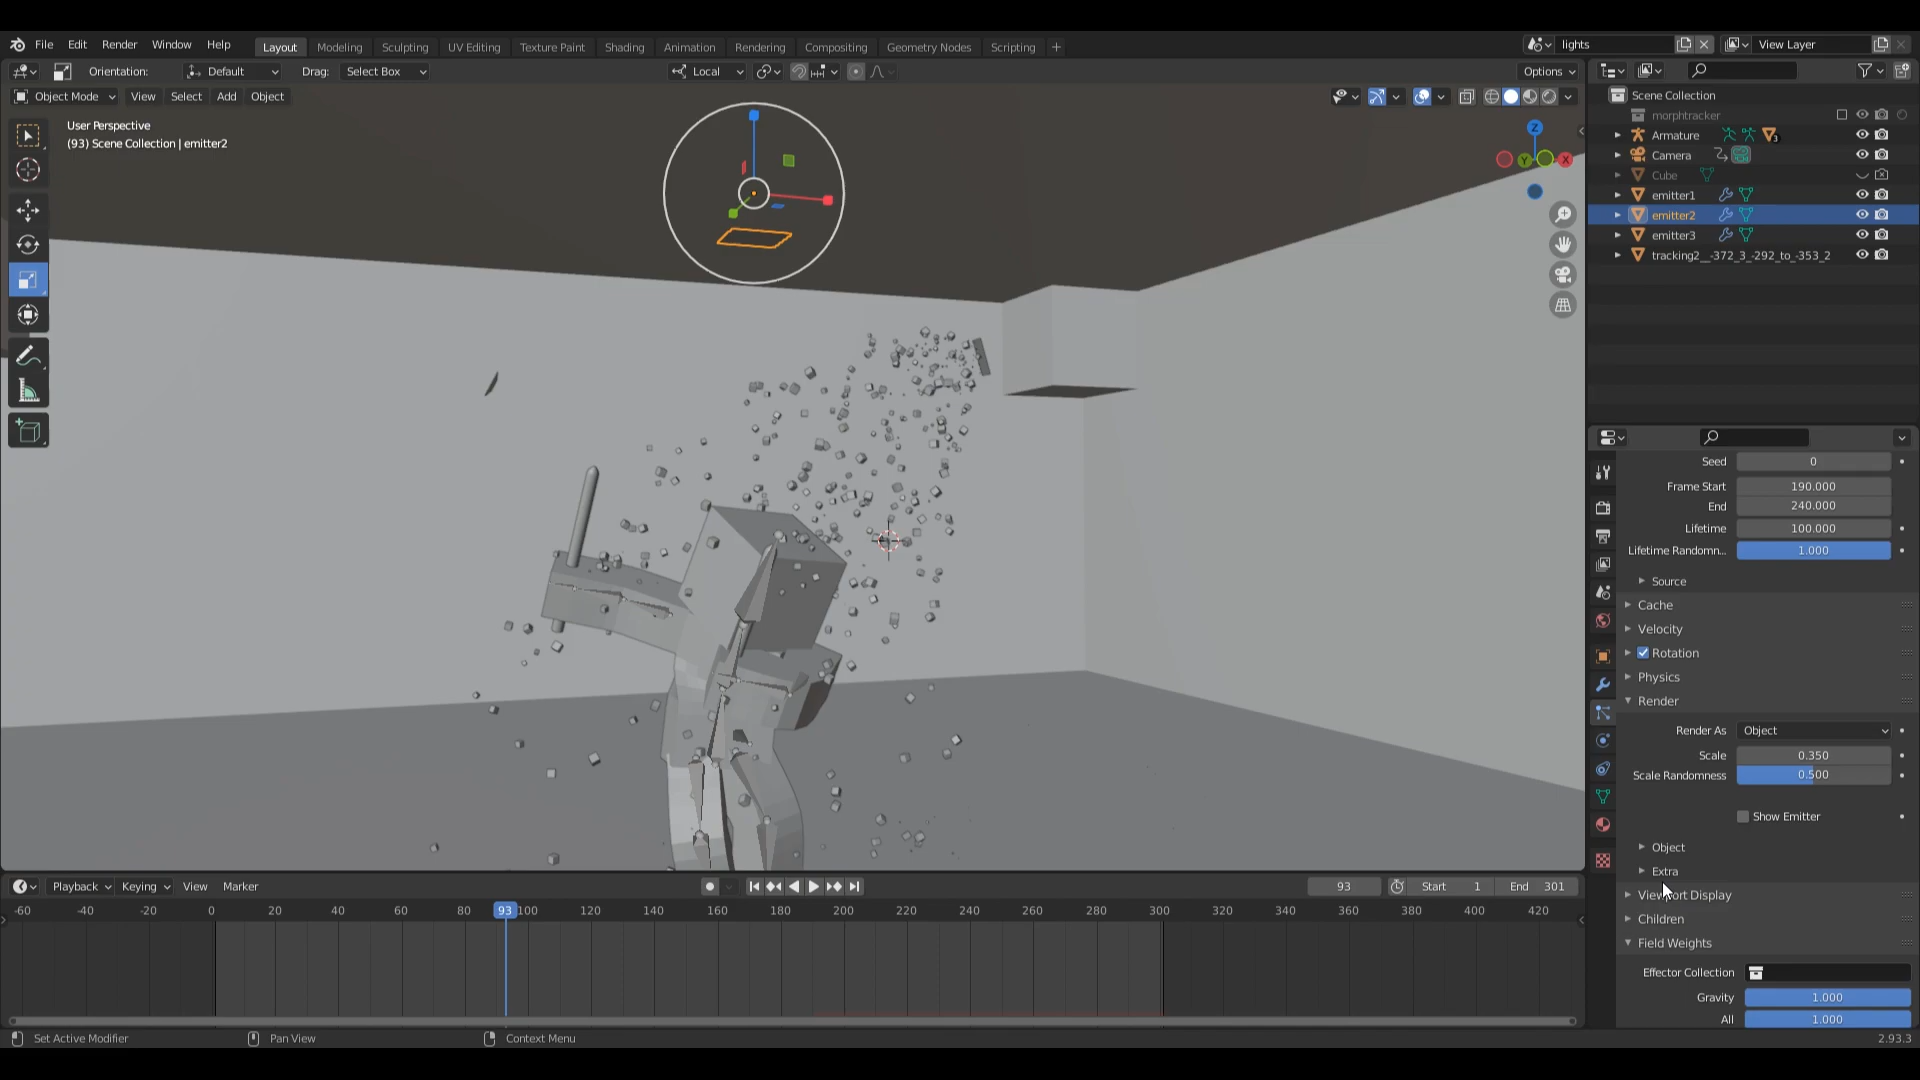 File Edit Render Window Help Layout Modeling Sculpting UV Editing Texture Paint Shading Animation Rendering Compositing Geometry Nodes Scripting + lights View Layer
Orientation: Default Drag: Select Box Local Options
Object Mode View Select Add Object
Scene Collection
User Perspective
(93) Scene Collection | emitter2
morphtracker
Armature 3
Camera
Cube
emitter1
emitter2
emitter3
tracking2__-372_3_-292_to_-353_2
Z
Y
X
Seed 0
Frame Start 190.000
End 240.000
Lifetime 100.000
Lifetime Randomn... 1.000
Source
Cache
Velocity
Rotation
Physics
Render
Render As Object
Scale 0.350
Scale Randomness 0.500
Show Emitter
Object
Extra
Viewport Display
Children
Field Weights
Effector Collection
Gravity 1.000
All 1.000
Playback Keying View Marker 93 Start 1 End 301
-60 -40 -20 0 20 40 60 80 93 100 120 140 160 180 200 220 240 260 280 300 320 340 360 380 400 420
Set Active Modifier Pan View Context Menu 2.93.3